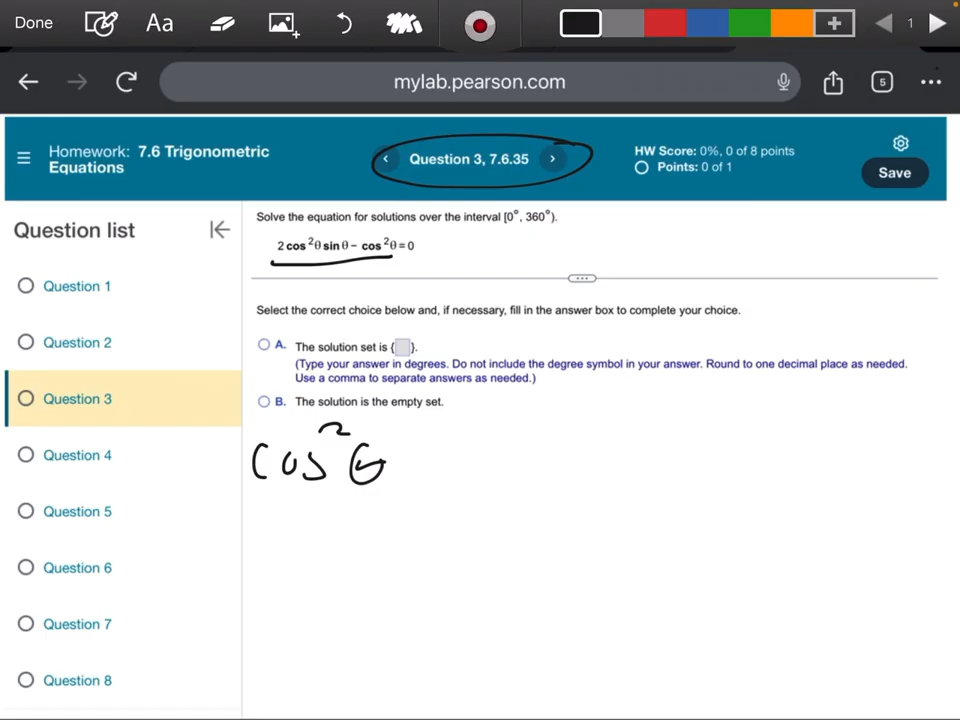 Done Aa 1
mylab.pearson.com 5
Homework: 7.6 Trigonometric Equations
Question 3, 7.6.35
HW Score: 0%, 0 of 8 points
Points: 0 of 1
Save
Question list
Question 1
Question 2
Question 3
Question 4
Question 5
Question 6
Question 7
Question 8
Solve the equation for solutions over the interval [0°, 360°).
2 cos²θ sin θ − cos²θ = 0
Select the correct choice below and, if necessary, fill in the answer box to complete your choice.
A. The solution set is { }.
(Type your answer in degrees. Do not include the degree symbol in your answer. Round to one decimal place as needed.
Use a comma to separate answers as needed.)
B. The solution is the empty set.
cos²θ